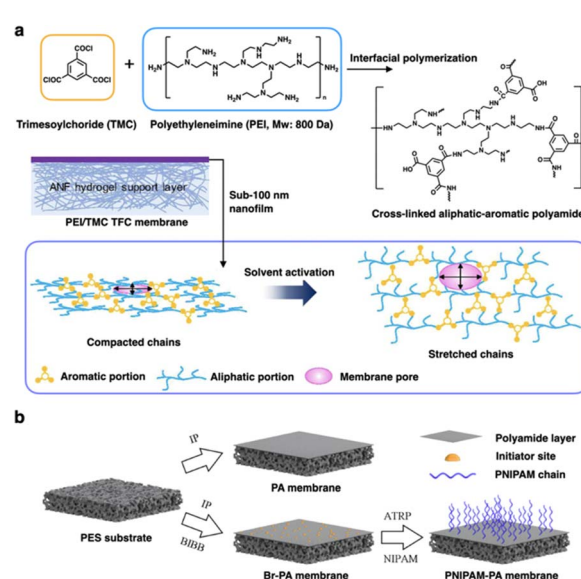 a
COCl
ClOC
COCl
+
H₂N
NH₂
NH₂
n
Interfacial polymerization
Trimesoylchoride (TMC)
Polyethyleneimine (PEI, Mw: 800 Da)
ANF hydrogel support layer
PEI/TMC TFC membrane
Sub-100 nm
nanofilm
Cross-linked aliphatic-aromatic polyamide
Solvent activation
Compacted chains
Stretched chains
Aromatic portion
Aliphatic portion
Membrane pore
b
IP
PA membrane
Polyamide layer
Initiator site
PNIPAM chain
PES substrate
IP
BIBB
Br-PA membrane
ATRP
NIPAM
PNIPAM-PA membrane